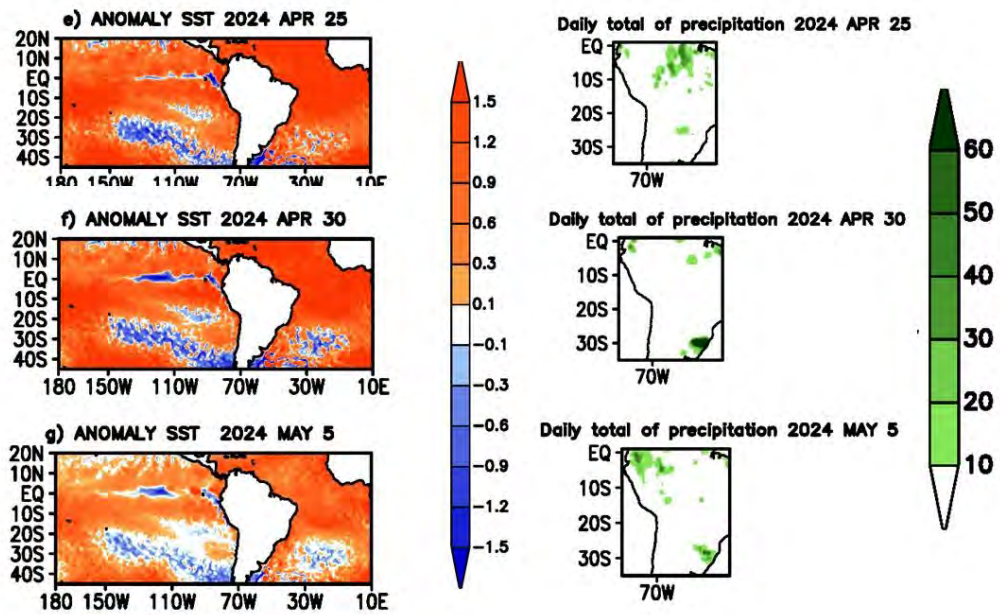 e) ANOMALY SST 2024 APR 25
20N
10N
EQ
10S
20S
30S
40S
180 150W 110W 70W 30W 10E
Daily total of precipitation 2024 APR 25
EQ
10S
20S
30S
70W
f) ANOMALY SST 2024 APR 30
20N
10N
EQ
10S
20S
30S
40S
180 150W 110W 70W 30W 10E
Daily total of precipitation 2024 APR 30
EQ
10S
20S
30S
70W
g) ANOMALY SST 2024 MAY 5
20N
10N
EQ
10S
20S
30S
40S
180 150W 110W 70W 30W 10E
Daily total of precipitation 2024 MAY 5
EQ
10S
20S
30S
70W
1.5
1.2
0.9
0.6
0.3
0.1
-0.1
-0.3
-0.6
-0.9
-1.2
-1.5
60
50
40
30
20
10